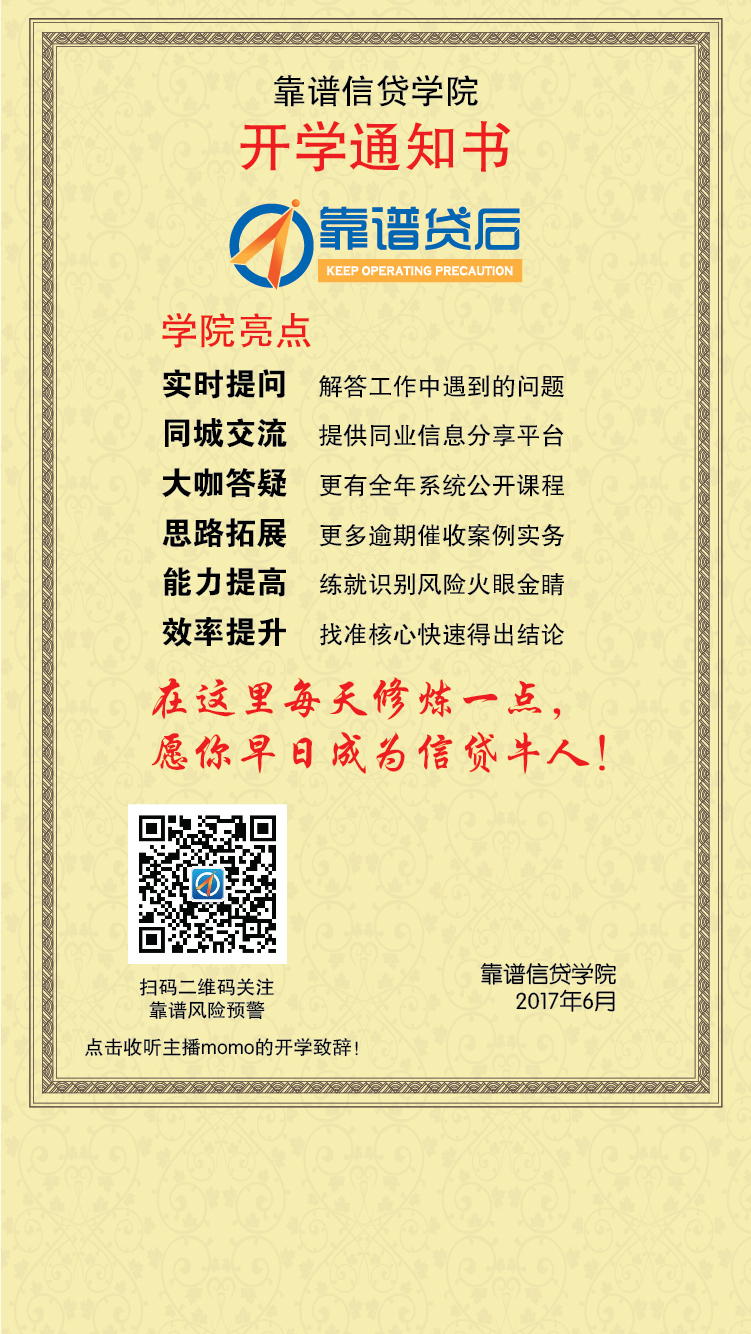 靠谱信贷学院
开学通知书
靠谱贷后
KEEP OPERATING PRECAUTION
学院亮点
实时提问 解答工作中遇到的问题
同城交流 提供同业信息分享平台
大咖答疑 更有全年系统公开课程
思路拓展 更多逾期催收案例实务
能力提高 练就识别风险火眼金睛
效率提升 找准核心快速得出结论
在这里每天修炼一点，
愿你早日成为信贷牛人！
扫码二维码关注
靠谱风险预警
靠谱信贷学院
2017年6月
点击收听主播momo的开学致辞！